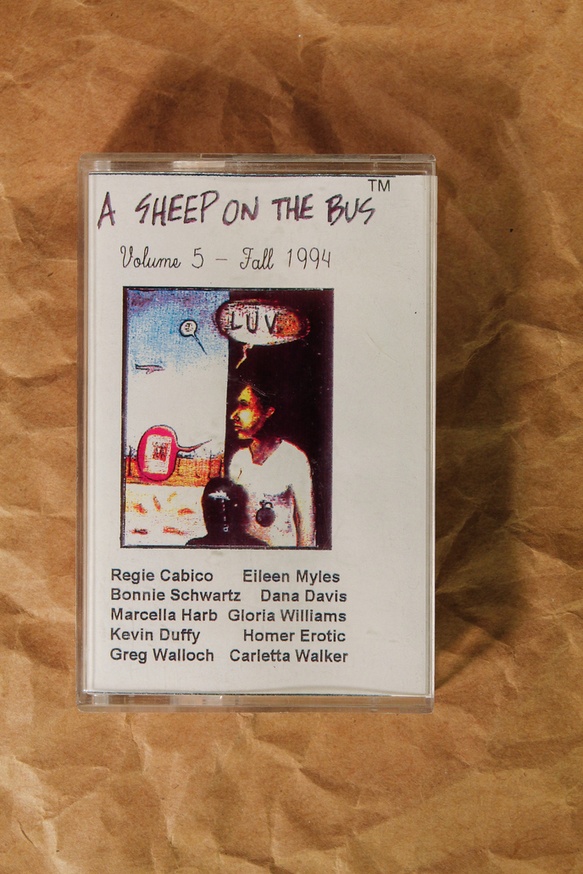 A SHEEP ON THE BUS TM
Volume 5 - Fall 1994
LUV
Regie Cabico Eileen Myles
Bonnie Schwartz Dana Davis
Marcella Harb Gloria Williams
Kevin Duffy Homer Erotic
Greg Walloch Carletta Walker